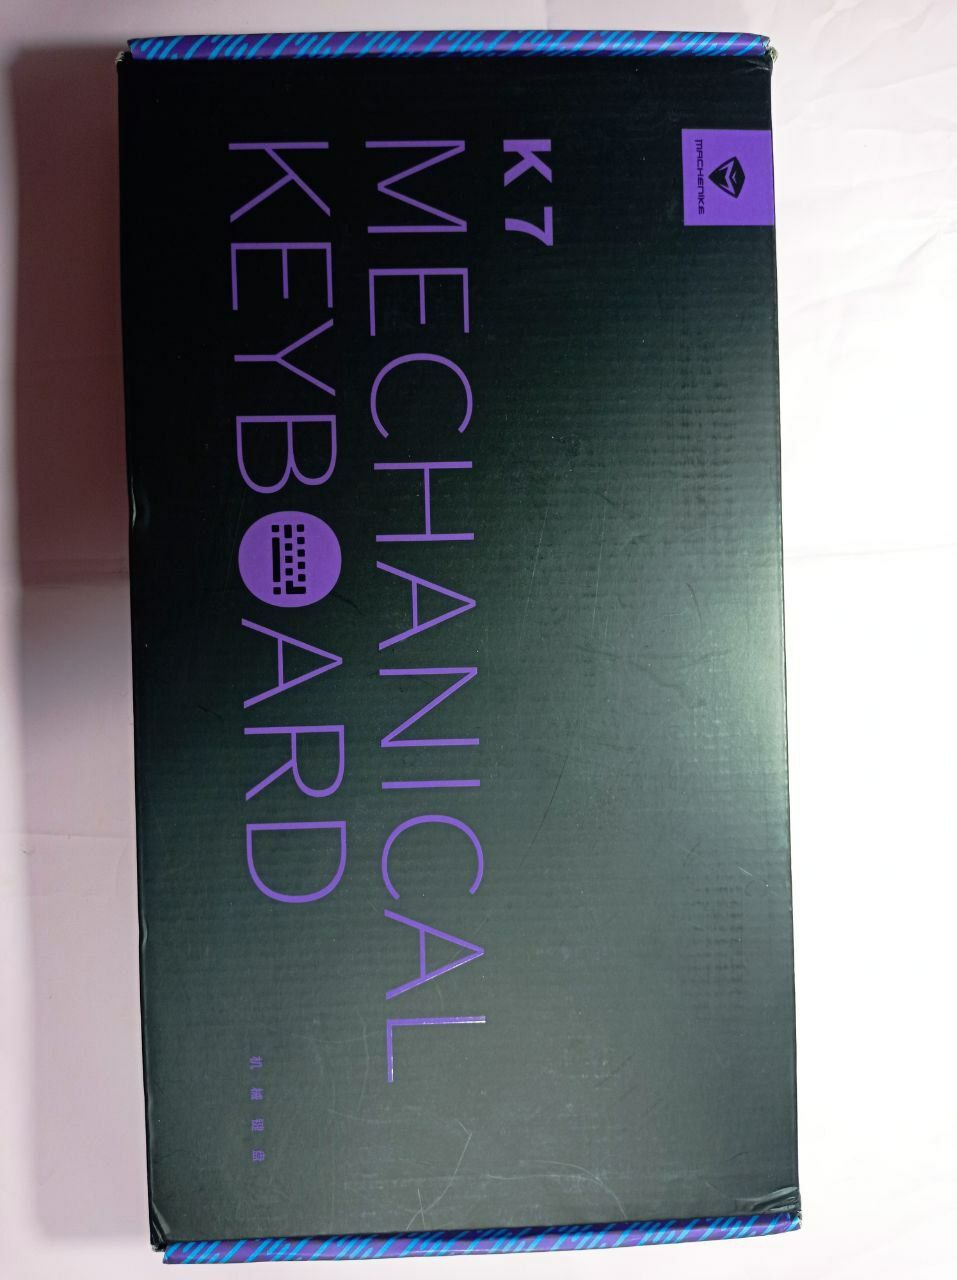 MACHENIKE
K7
MECHANICAL
KEYBOARD
机械键盘